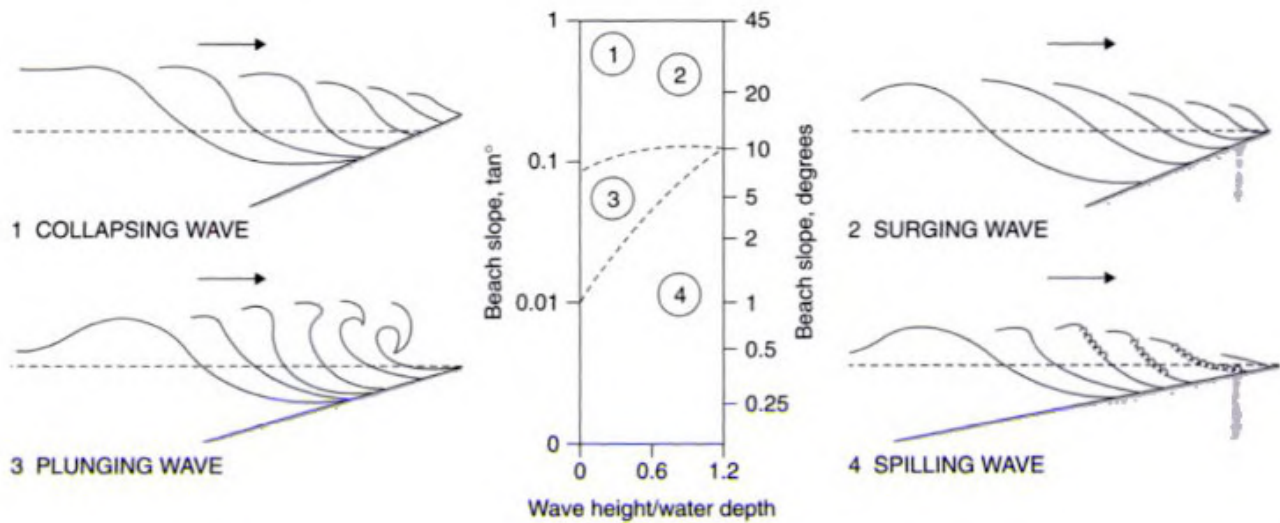 1 COLLAPSING WAVE
3 PLUNGING WAVE
Beach slope, tan°
1
0.1
0.01
0
1
2
3
4
0
0.6
1.2
Wave height/water depth
45
20
10
5
2
1
0.5
0.25
Beach slope, degrees
2 SURGING WAVE
4 SPILLING WAVE